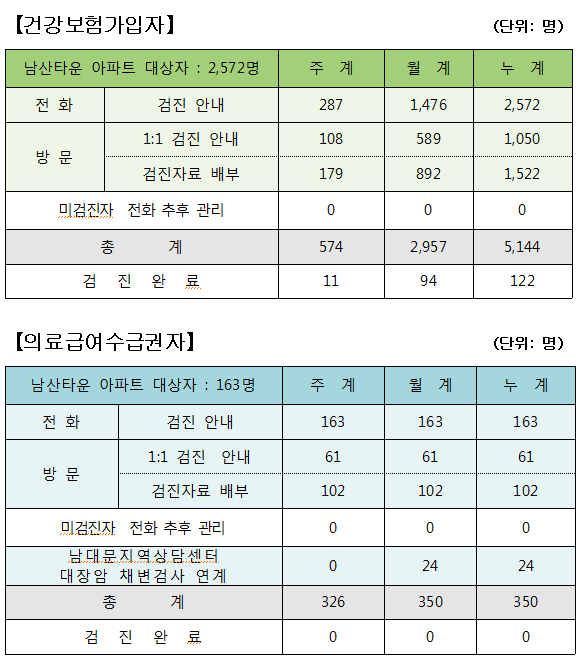 【건강보험가입자】 (단위: 명)
남산타운 아파트 대상자 : 2,572명 주 계 월 계 누 계
전 화 검진 안내 287 1,476 2,572
방 문 1:1 검진 안내 108 589 1,050
검진자료 배부 179 892 1,522
미검진자 전화 추후 관리 0 0 0
총 계 574 2,957 5,144
검 진 완 료 11 94 122
【의료급여수급권자】 (단위: 명)
남산타운 아파트 대상자 : 163명 주 계 월 계 누 계
전 화 검진 안내 163 163 163
방 문 1:1 검진 안내 61 61 61
검진자료 배부 102 102 102
미검진자 전화 추후 관리 0 0 0
남대문지역상담센터
대장암 채변검사 연계 0 24 24
총 계 326 350 350
검 진 완 료 0 0 0